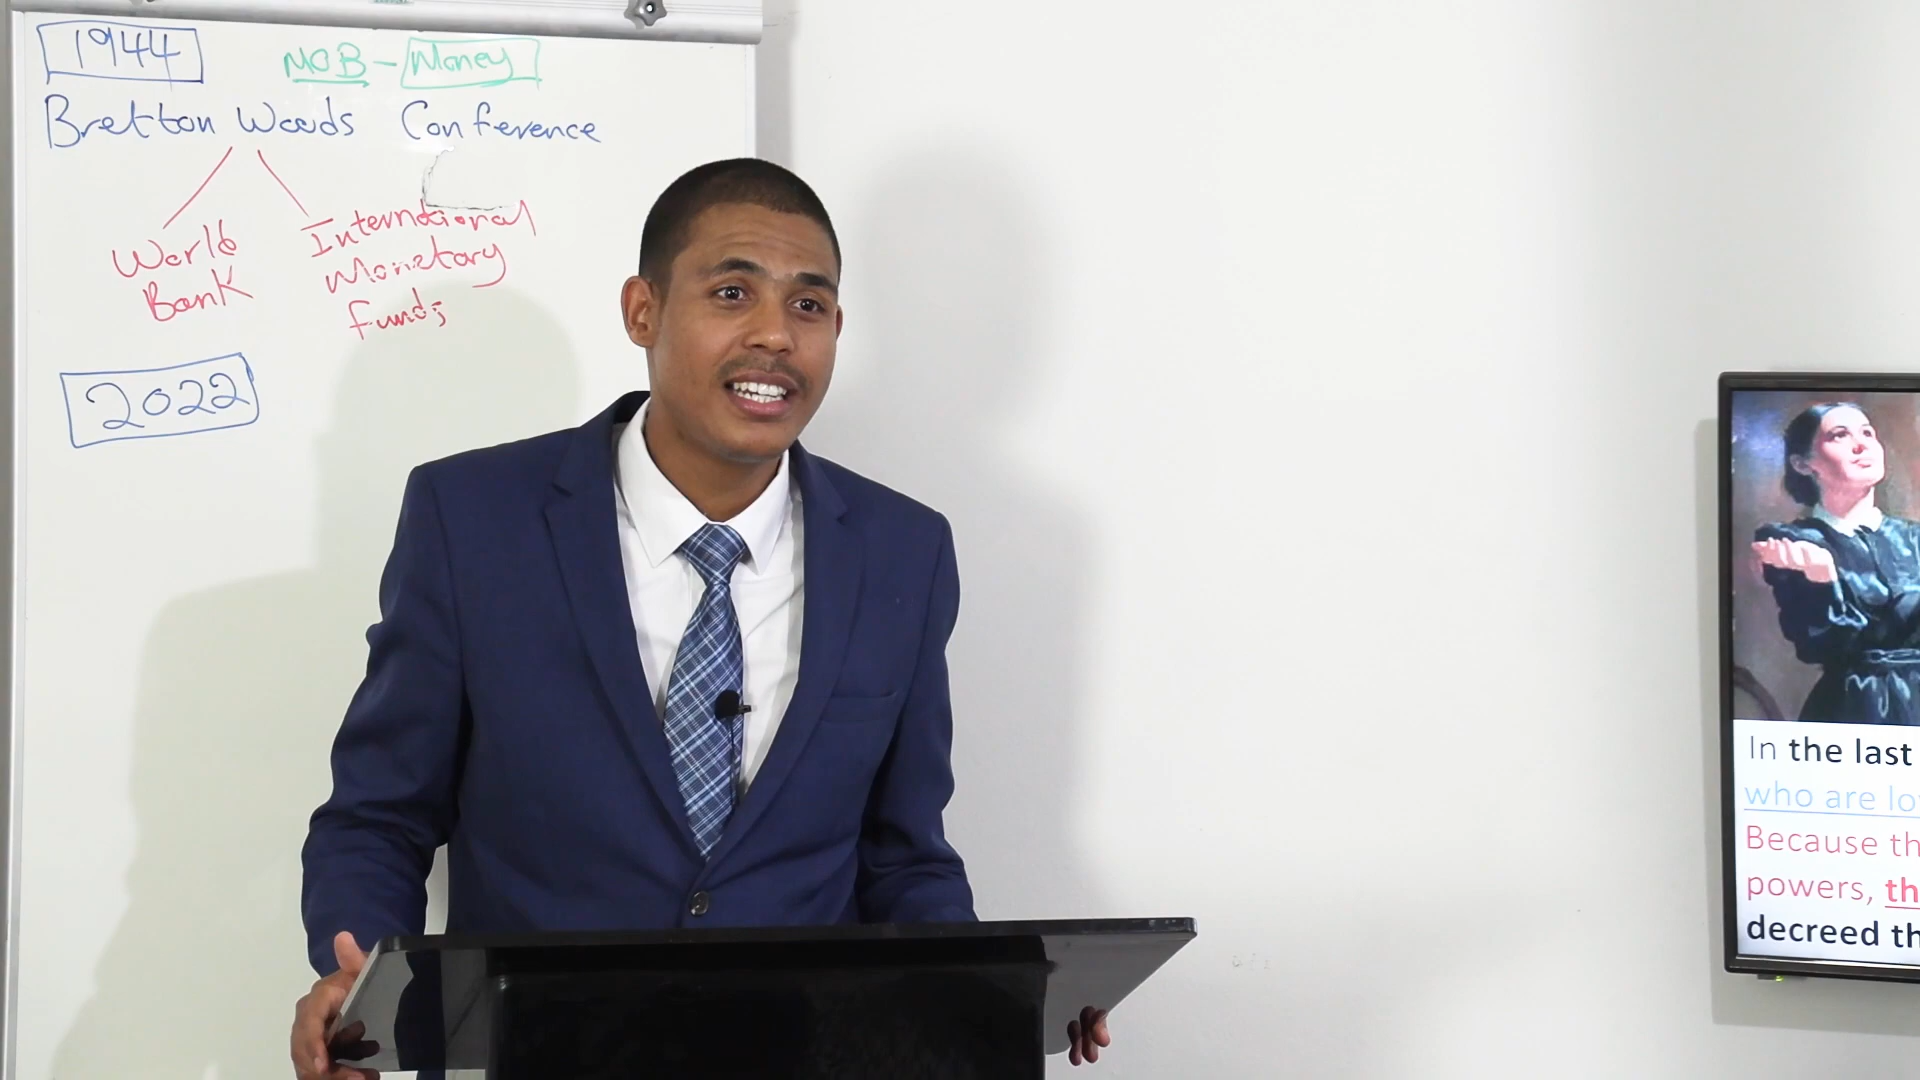 1944
MOB - Money
Bretton Woods Conference
World
Bank
International
Monetary
Funds
2022
In the last
who are lo
Because th
powers, th
decreed th